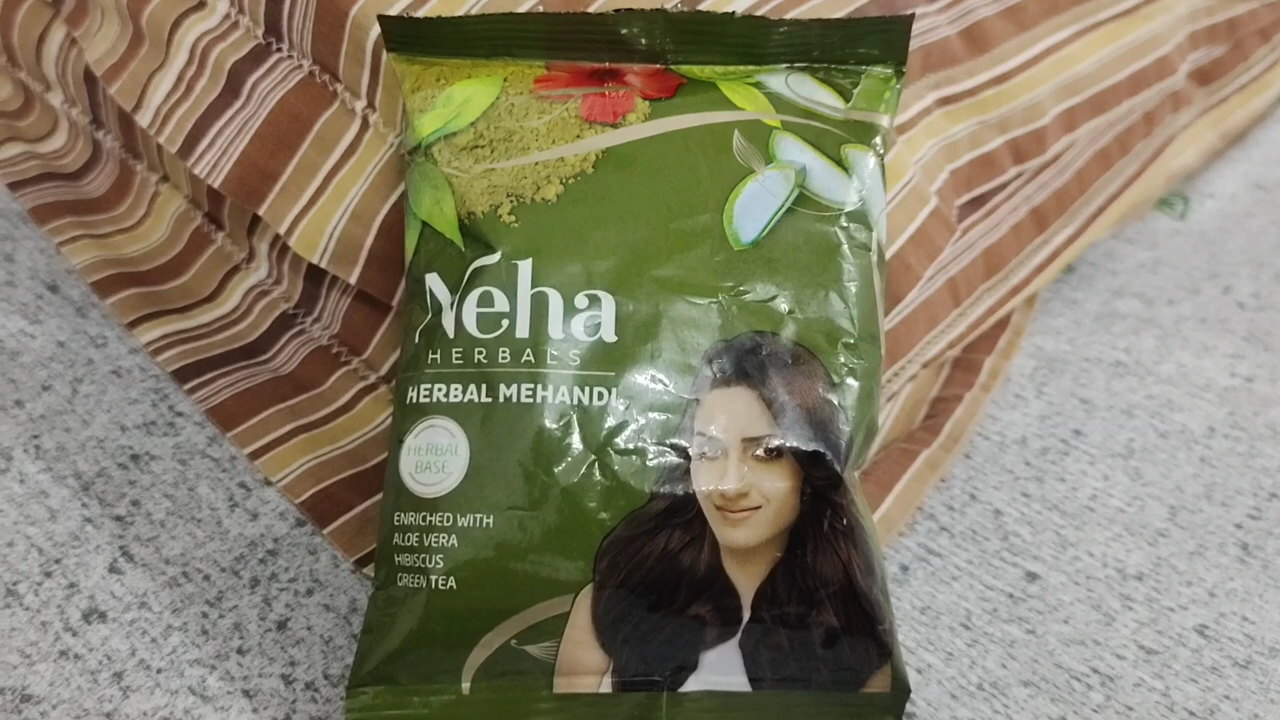 Neha
HERBALS
HERBAL MEHANDI
HERBAL
BASE
ENRICHED WITH
ALOE VERA
HIBISCUS
GREEN TEA